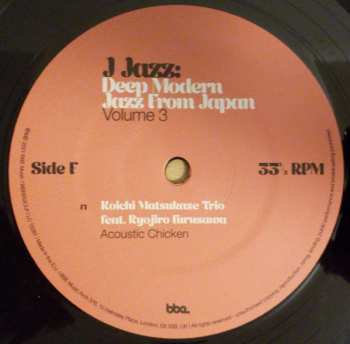 J Jazz:
Deep Modern
Jazz From Japan
Volume 3
Side F
33⅓ RPM
F1 Koichi Matsukaze Trio
feat. Ryojiro Furusawa
Acoustic Chicken
bbe.